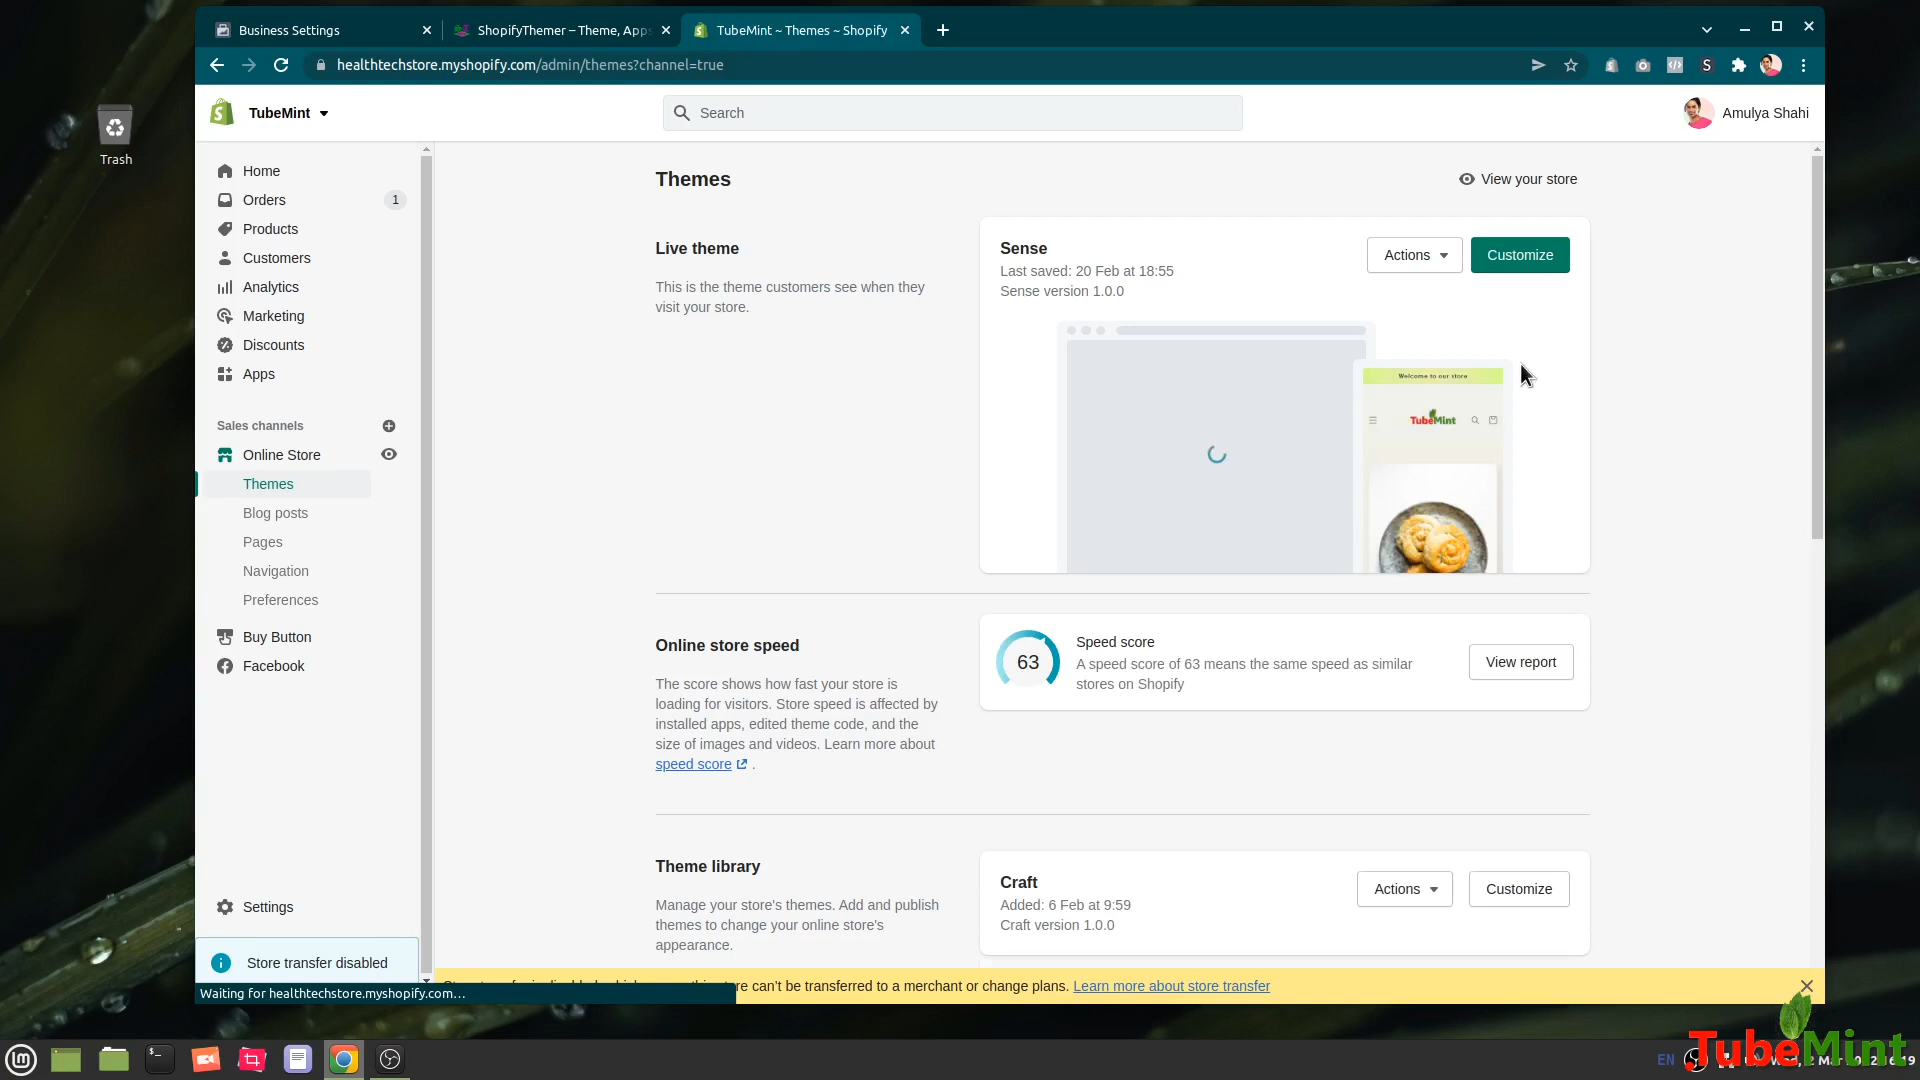 Business Settings
ShopifyThemer – Theme, Apps
TubeMint ~ Themes ~ Shopify
healthtechstore.myshopify.com/admin/themes?channel=true
Trash
TubeMint
Search
Amulya Shahi
Home
Orders 1
Products
Customers
Analytics
Marketing
Discounts
Apps
Sales channels
Online Store
Themes
Blog posts
Pages
Navigation
Preferences
Buy Button
Facebook
Settings
Store transfer disabled
Waiting for healthtechstore.myshopify.com...
Themes
View your store
Live theme
This is the theme customers see when they
visit your store.
Sense
Last saved: 20 Feb at 18:55
Sense version 1.0.0
Actions
Customize
Welcome to our store
TubeMint
Online store speed
The score shows how fast your store is
loading for visitors. Store speed is affected by
installed apps, edited theme code, and the
size of images and videos. Learn more about
speed score .
63
Speed score
A speed score of 63 means the same speed as similar
stores on Shopify
View report
Theme library
Manage your store's themes. Add and publish
themes to change your online store's
appearance.
Craft
Added: 6 Feb at 9:59
Craft version 1.0.0
Actions
Customize
can't be transferred to a merchant or change plans. Learn more about store transfer
EN
TubeMint